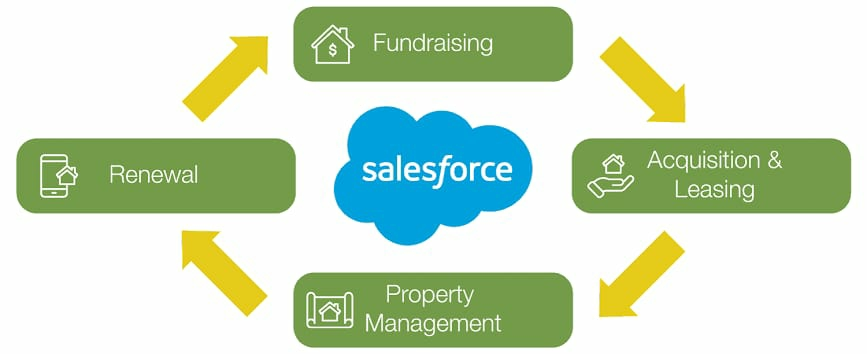 Fundraising
$
Renewal
salesforce
Acquisition &
Leasing
Property
Management